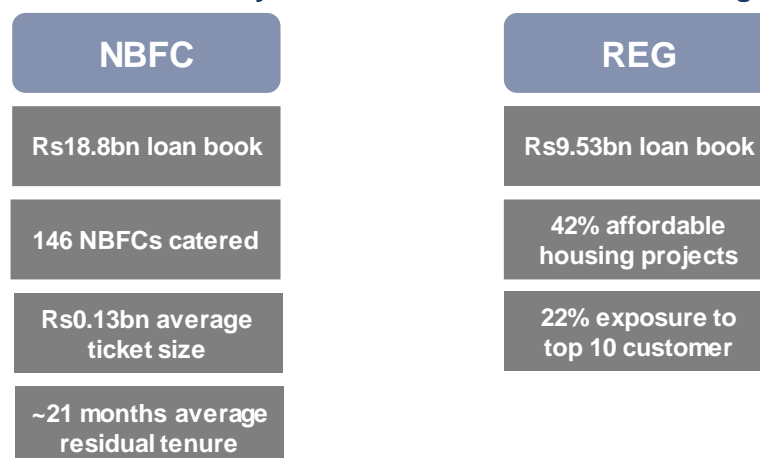 NBFC
Rs18.8bn loan book
146 NBFCs catered
Rs0.13bn average
ticket size
~21 months average
residual tenure
REG
Rs9.53bn loan book
42% affordable
housing projects
22% exposure to
top 10 customer